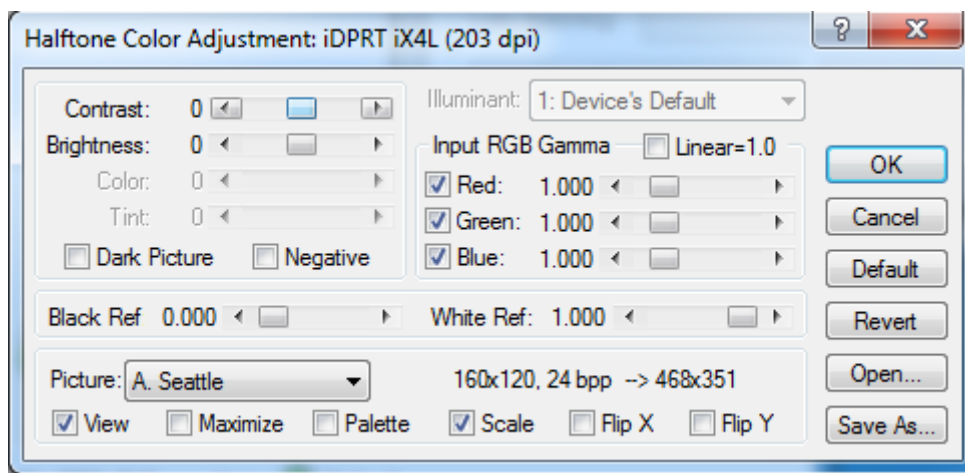 Halftone Color Adjustment: iDPRT iX4L (203 dpi)
Contrast: 0
Brightness: 0
Color: 0
Tint: 0
Dark Picture Negative
Illuminant: 1: Device's Default
Input RGB Gamma Linear=1.0
Red: 1.000
Green: 1.000
Blue: 1.000
OK
Cancel
Default
Revert
Open...
Save As...
Black Ref 0.000 White Ref: 1.000
Picture: A. Seattle 160x120, 24 bpp --> 468x351
View Maximize Palette Scale Flip X Flip Y